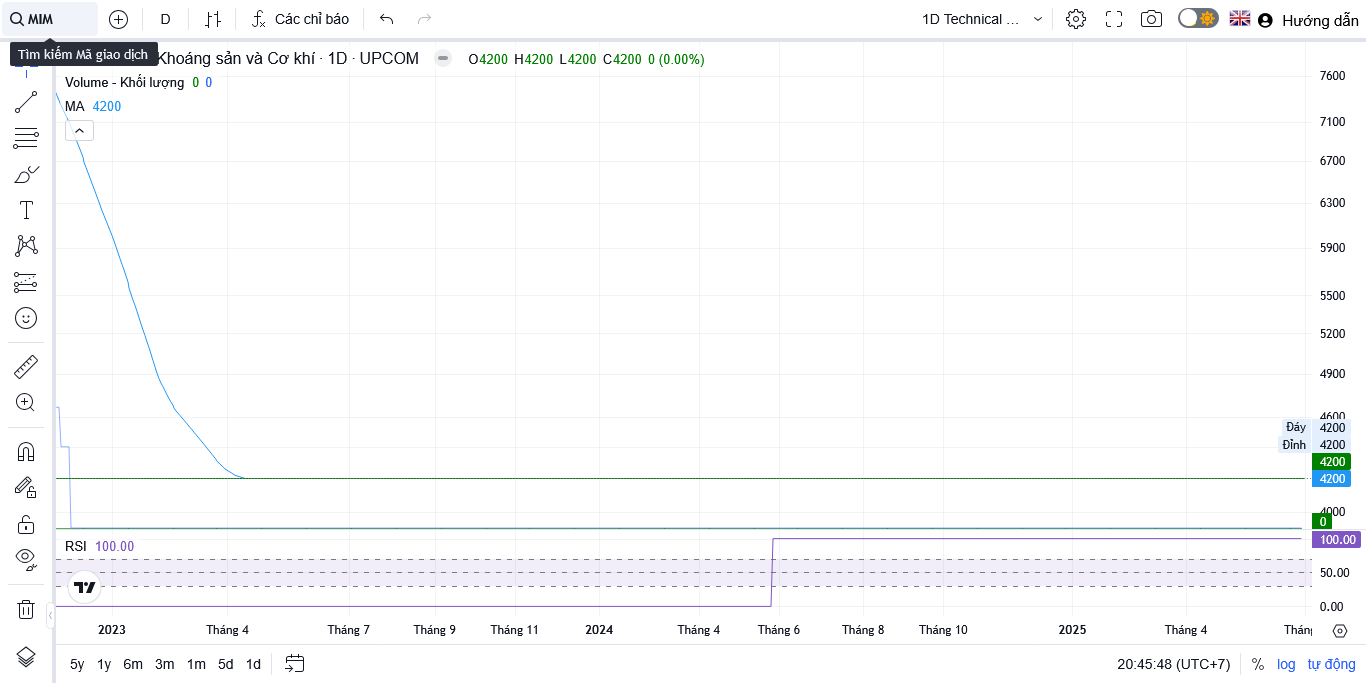 MIM
D
Các chỉ báo
1D Technical ...
Hướng dẫn
Tìm kiếm Mã giao dịch
Khoáng sản và Cơ khí · 1D · UPCOM
O4200 H4200 L4200 C4200 0 (0.00%)
Volume - Khối lượng 0 0
MA 4200
7600
7100
6700
6300
5900
5500
5200
4900
4600
Đáy 4200
Đỉnh 4200
4200
4200
4000
0
RSI 100.00
100.00
50.00
0.00
2023 Tháng 4 Tháng 7 Tháng 9 Tháng 11 2024 Tháng 4 Tháng 6 Tháng 8 Tháng 10 2025 Tháng 4
5y 1y 6m 3m 1m 5d 1d
20:45:48 (UTC+7) % log tự động